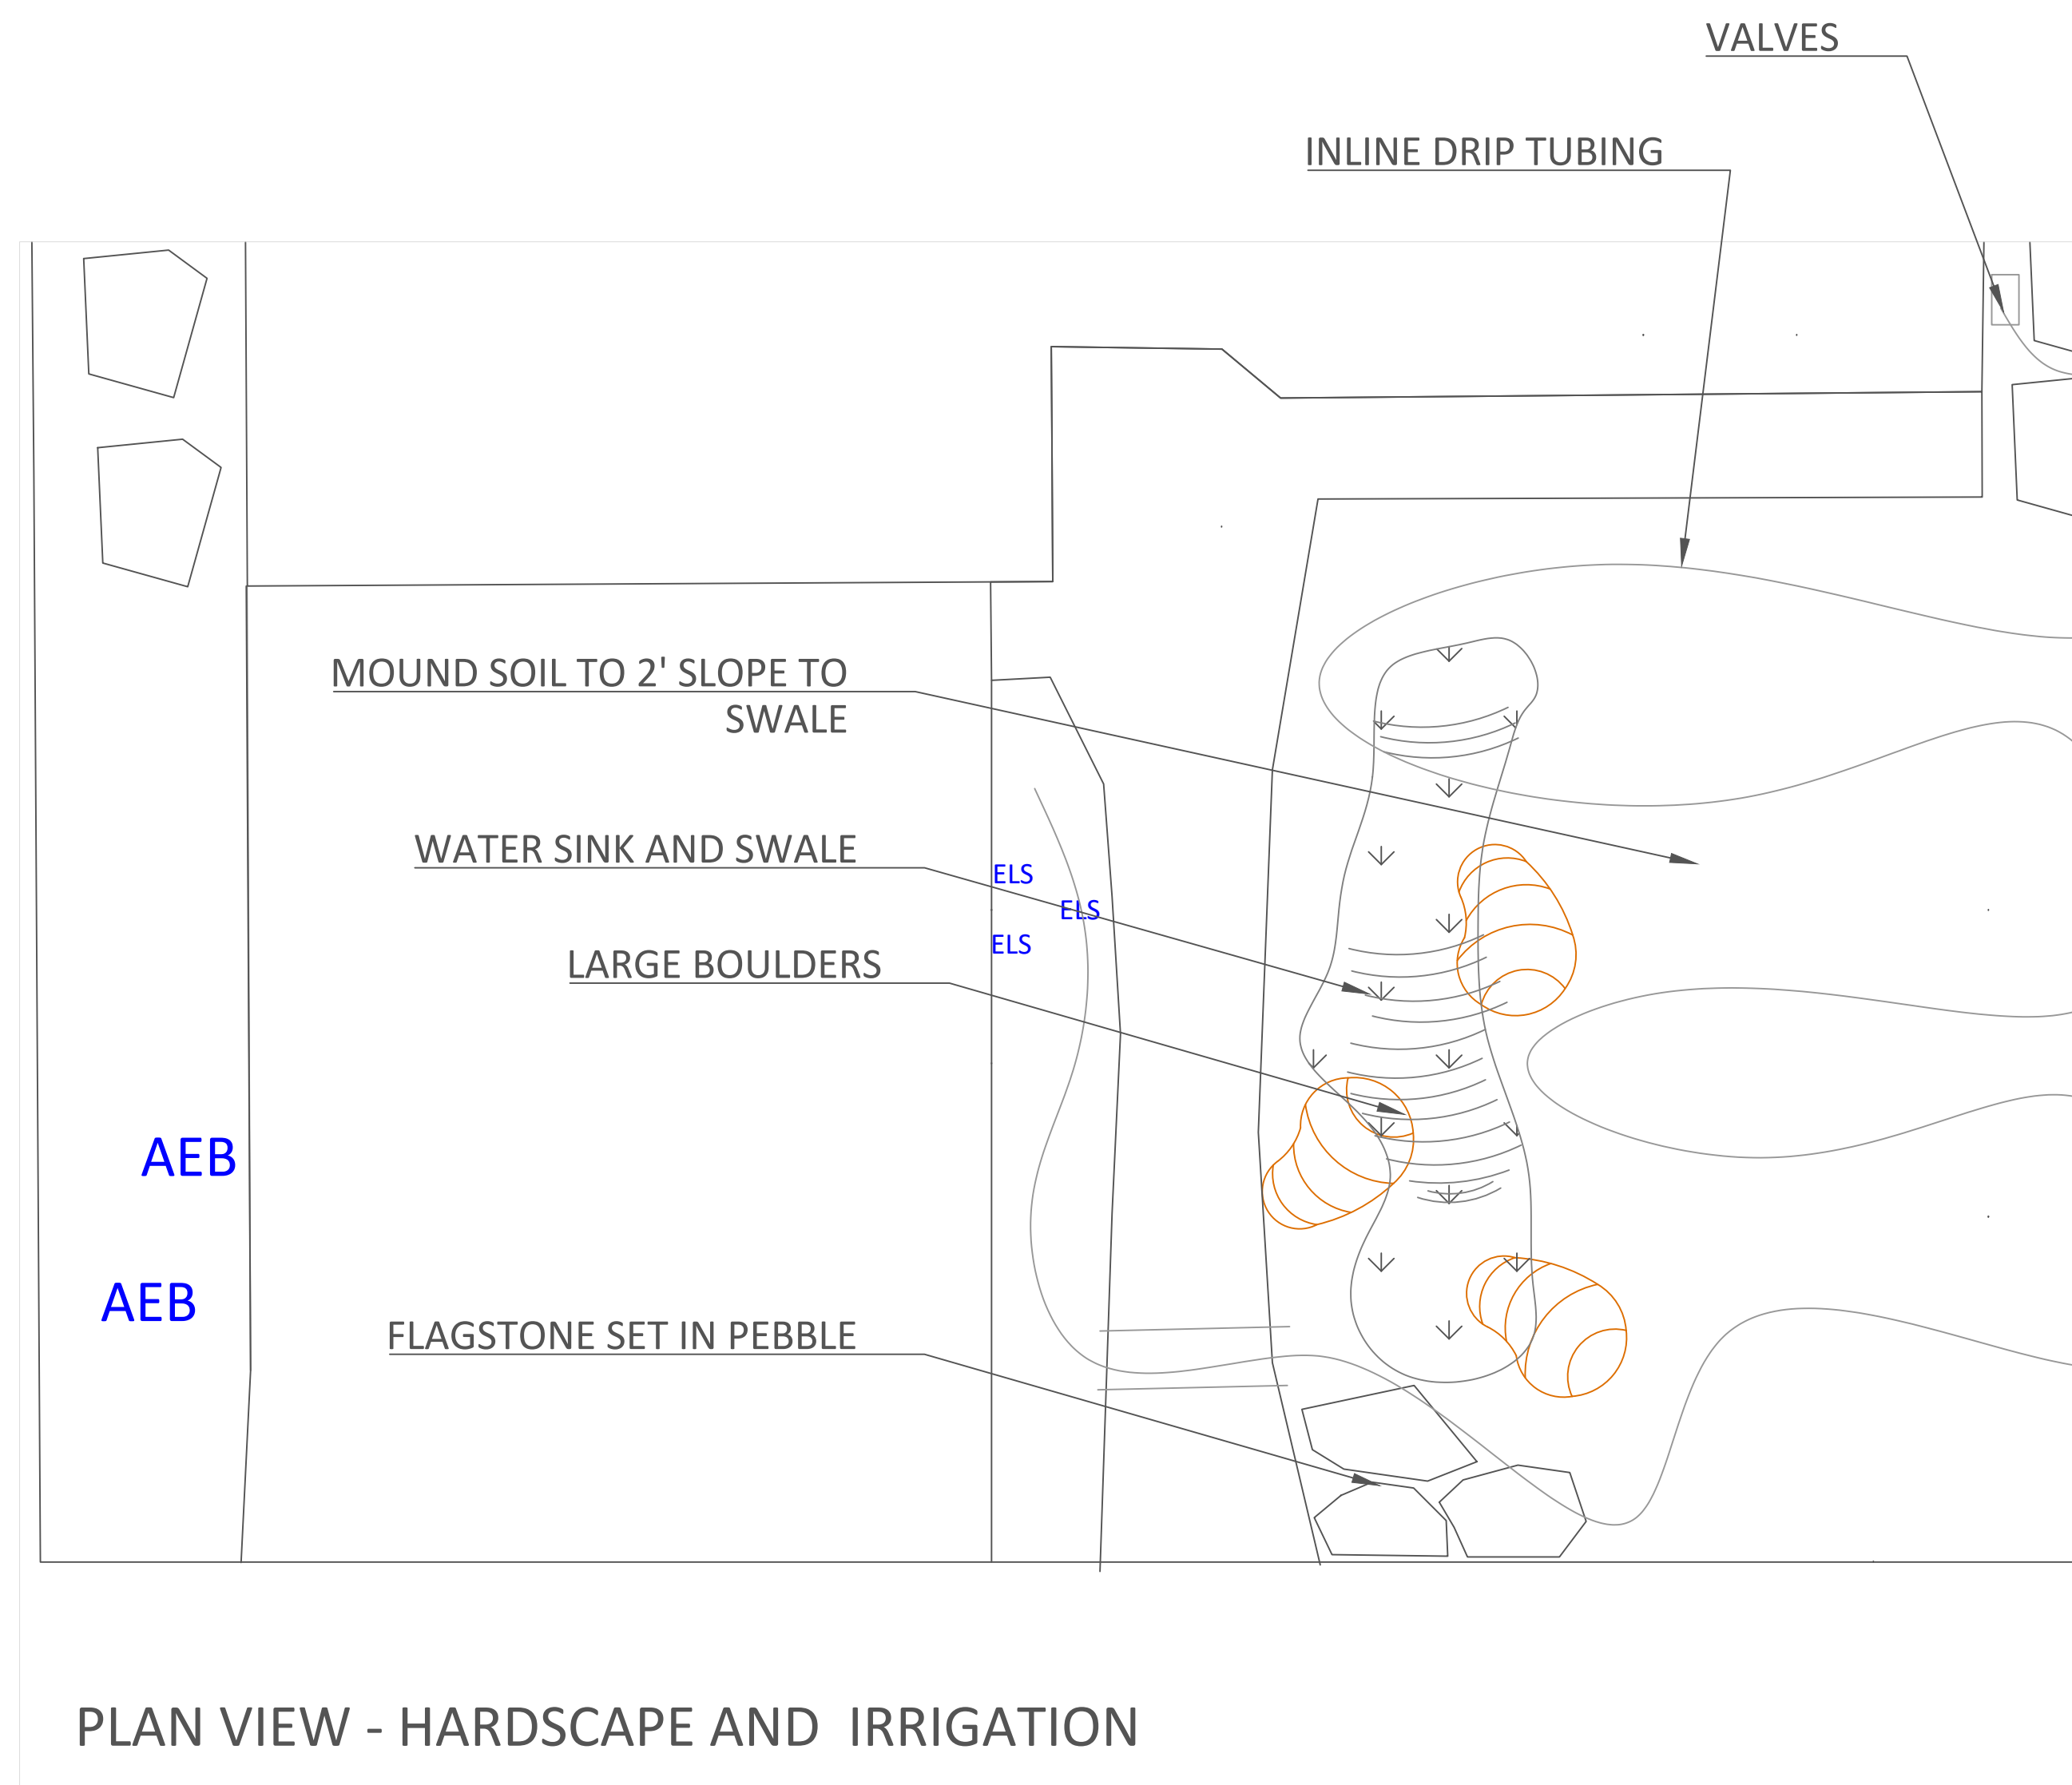 VALVES
INLINE DRIP TUBING
MOUND SOIL TO 2' SLOPE TO
SWALE
WATER SINK AND SWALE
ELS
ELS
ELS
LARGE BOULDERS
AEB
AEB
FLAGSTONE SET IN PEBBLE
PLAN VIEW - HARDSCAPE AND IRRIGATION